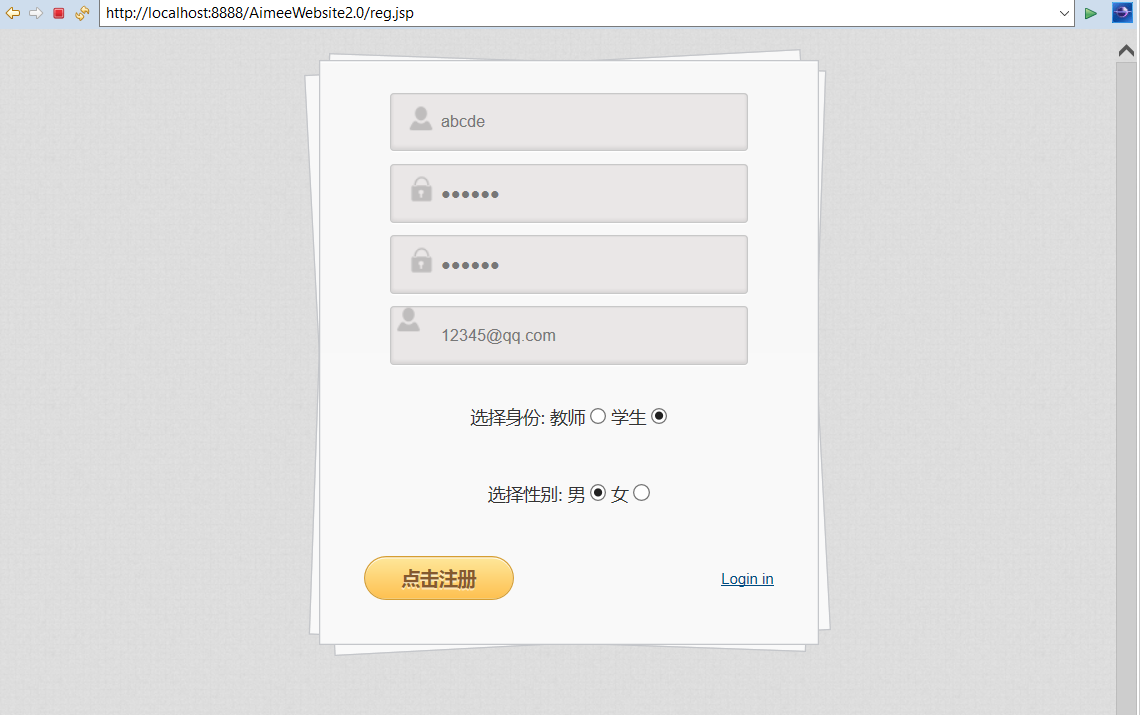 http://localhost:8888/AimeeWebsite2.0/reg.jsp
abcde
●●●●●●
●●●●●●
12345@qq.com
选择身份: 教师 学生
选择性别: 男 女
点击注册
Login in